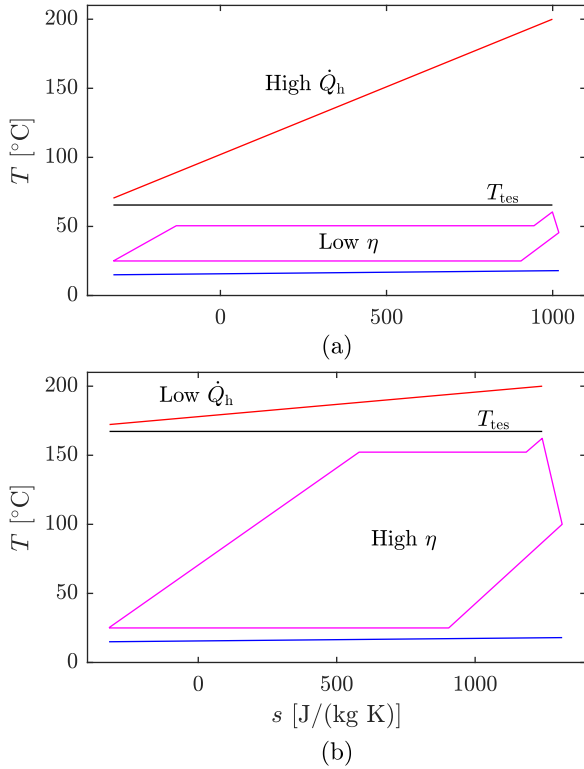 200
150
100
50
0
T [°C]
High Q̇h
Ttes
Low η
0
500
1000
(a)
200
150
100
50
0
T [°C]
Low Q̇h
Ttes
High η
0
500
1000
s [J/(kg K)]
(b)